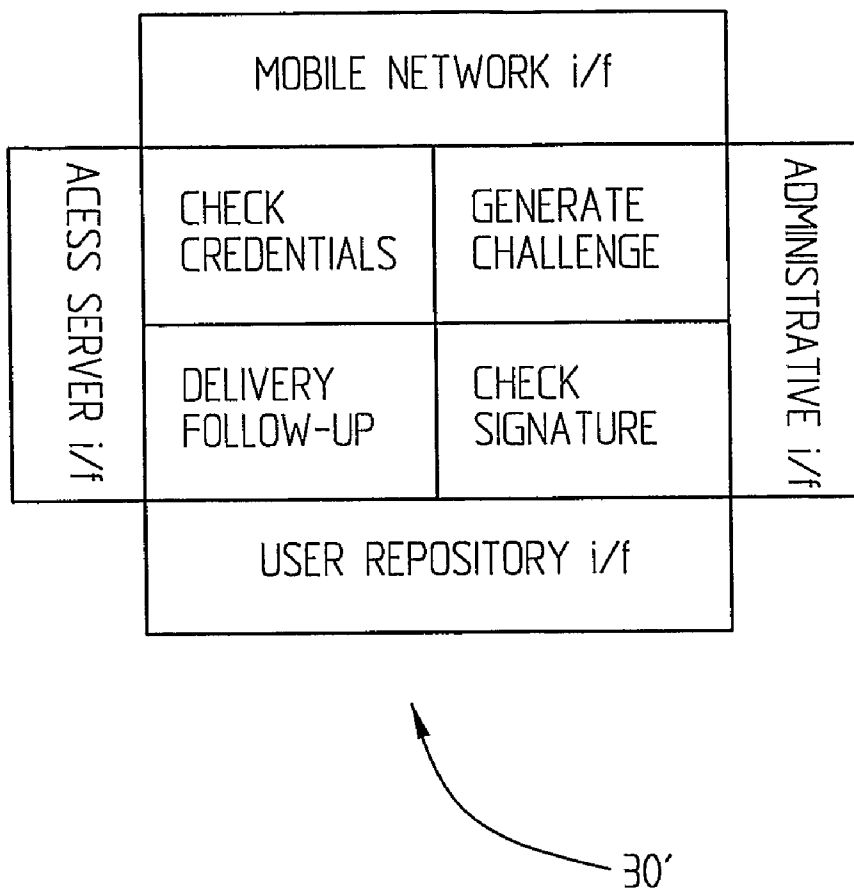 MOBILE NETWORK i/f
ACESS SERVER i/f
CHECK
CREDENTIALS
GENERATE
CHALLENGE
ADMINISTRATIVE i/f
DELIVERY
FOLLOW-UP
CHECK
SIGNATURE
USER REPOSITORY i/f
30'